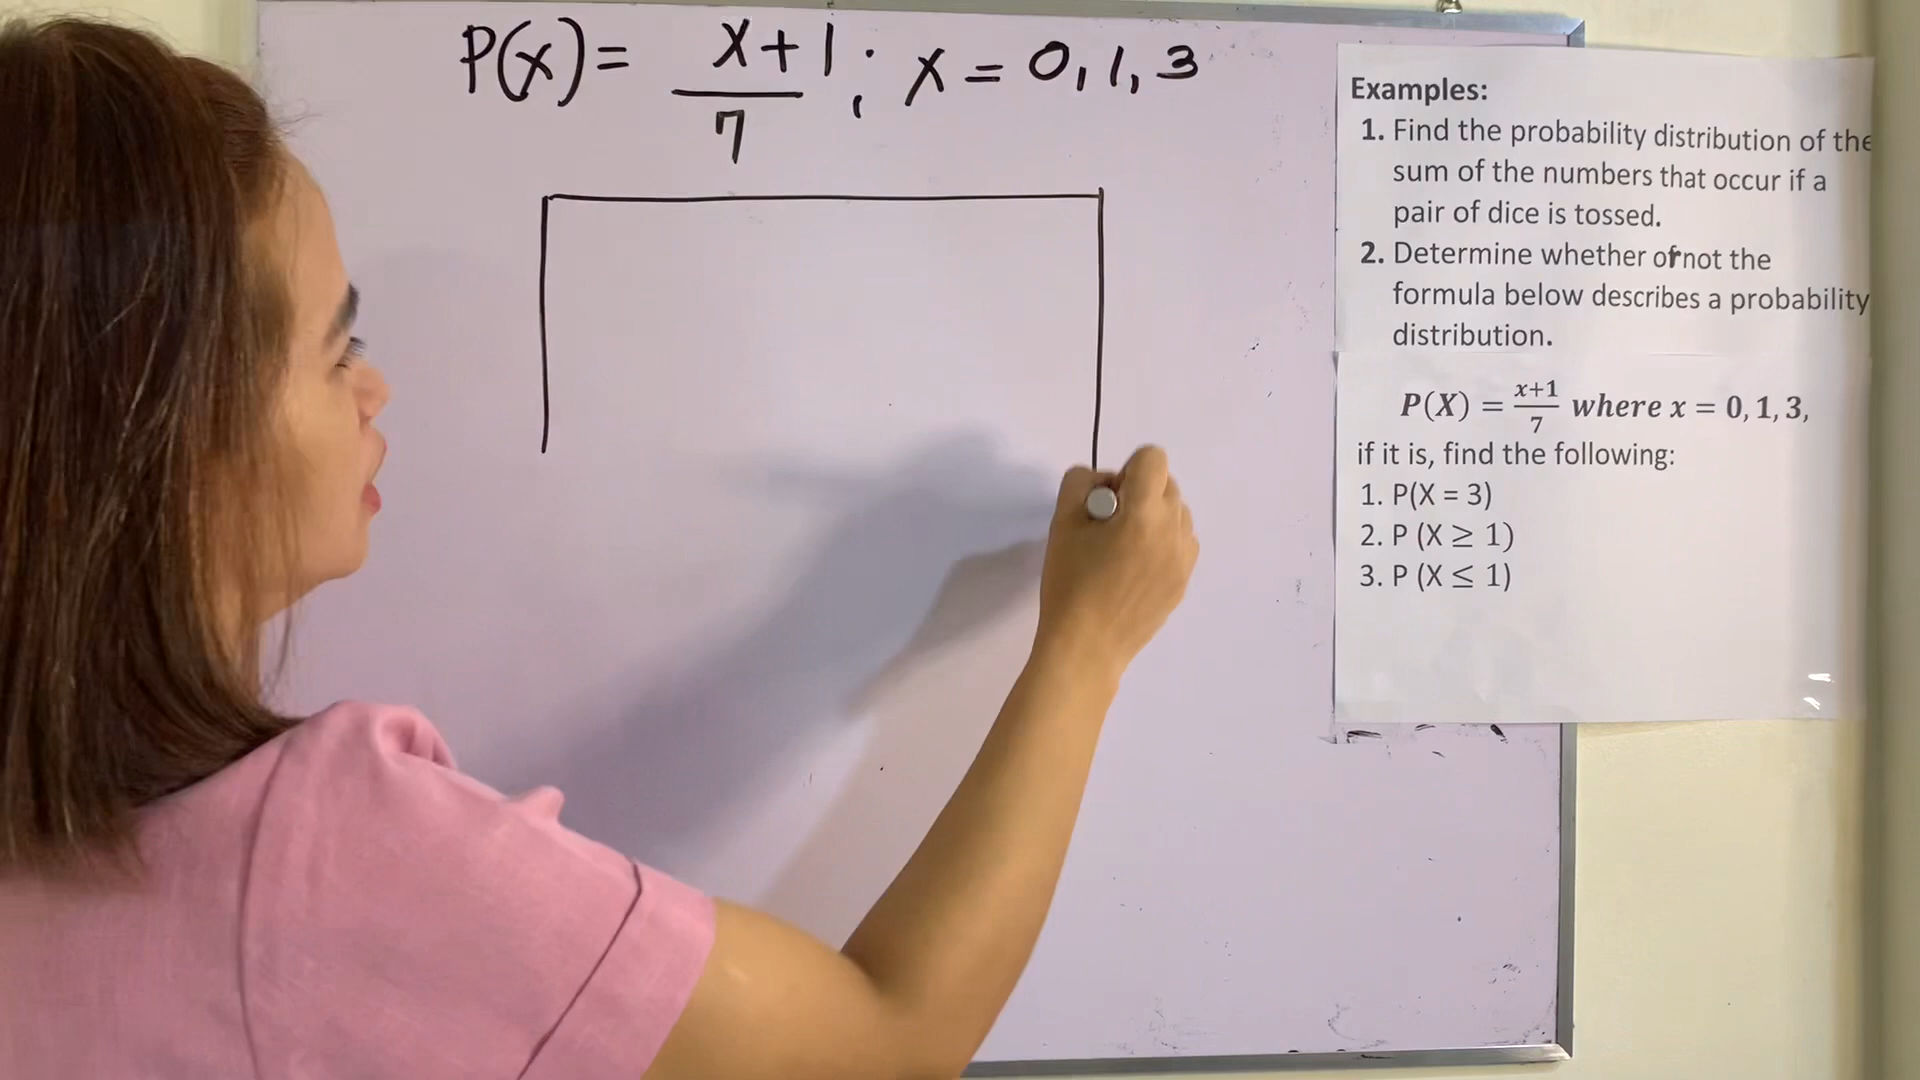 P(x) = x+1 / 7 ; x = 0, 1, 3
Examples:
1. Find the probability distribution of the
sum of the numbers that occur if a
pair of dice is tossed.
2. Determine whether or not the
formula below describes a probability
distribution.
P(X) = x+1 / 7 where x = 0, 1, 3,
if it is, find the following:
1. P(X = 3)
2. P (X ≥ 1)
3. P (X ≤ 1)